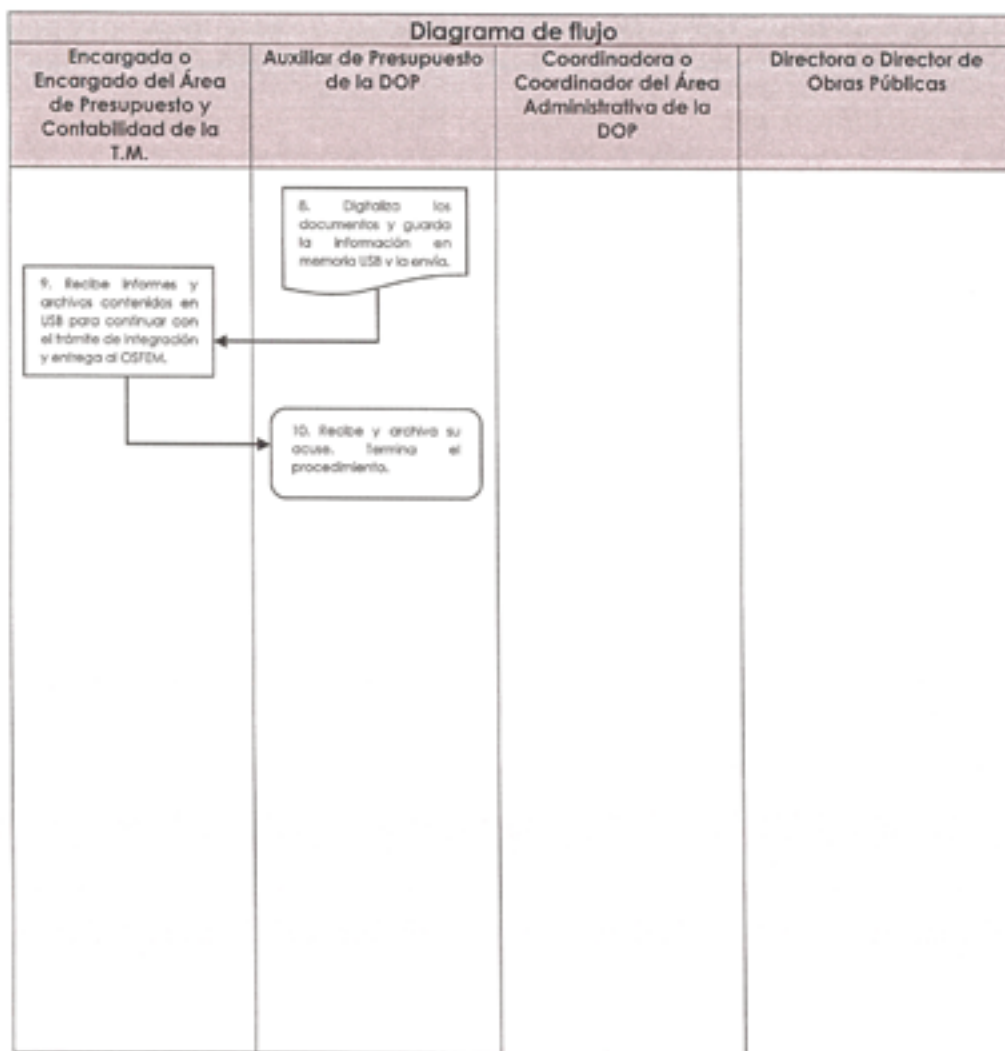 Diagrama de flujo
Encargada o
Encargado del Área
de Presupuesto y
Contabilidad de la
T.M.
Auxiliar de Presupuesto
de la DOP
Coordinadora o
Coordinador del Área
Administrativa de la
DOP
Directora o Director de
Obras Públicas
8. Digitaliza los
documentos y guarda
la información en
memoria USB y la envía.
9. Recibe informes y
archivos contenidos en
USB para continuar con
el trámite de integración
y entrega al OSFEM.
10. Recibe y archiva su
acuse. Termina el
procedimiento.